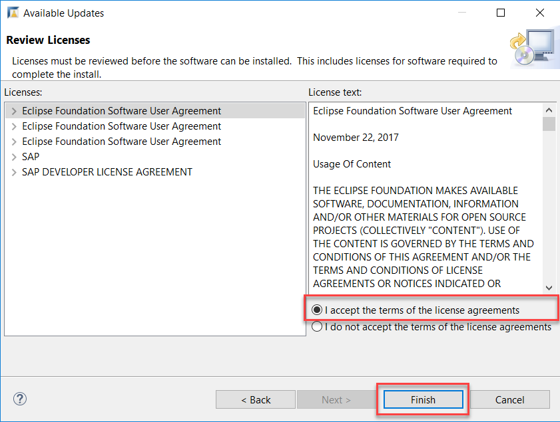 Available Updates
Review Licenses
Licenses must be reviewed before the software can be installed. This includes licenses for software required to
complete the install.
Licenses:
Eclipse Foundation Software User Agreement
Eclipse Foundation Software User Agreement
Eclipse Foundation Software User Agreement
SAP
SAP DEVELOPER LICENSE AGREEMENT
License text:
Eclipse Foundation Software User Agreement
November 22, 2017
Usage Of Content
THE ECLIPSE FOUNDATION MAKES AVAILABLE
SOFTWARE, DOCUMENTATION, INFORMATION
AND/OR OTHER MATERIALS FOR OPEN SOURCE
PROJECTS (COLLECTIVELY "CONTENT"). USE OF
THE CONTENT IS GOVERNED BY THE TERMS AND
CONDITIONS OF THIS AGREEMENT AND/OR THE
TERMS AND CONDITIONS OF LICENSE
AGREEMENTS OR NOTICES INDICATED OR
I accept the terms of the license agreements
I do not accept the terms of the license agreements
< Back
Next >
Finish
Cancel